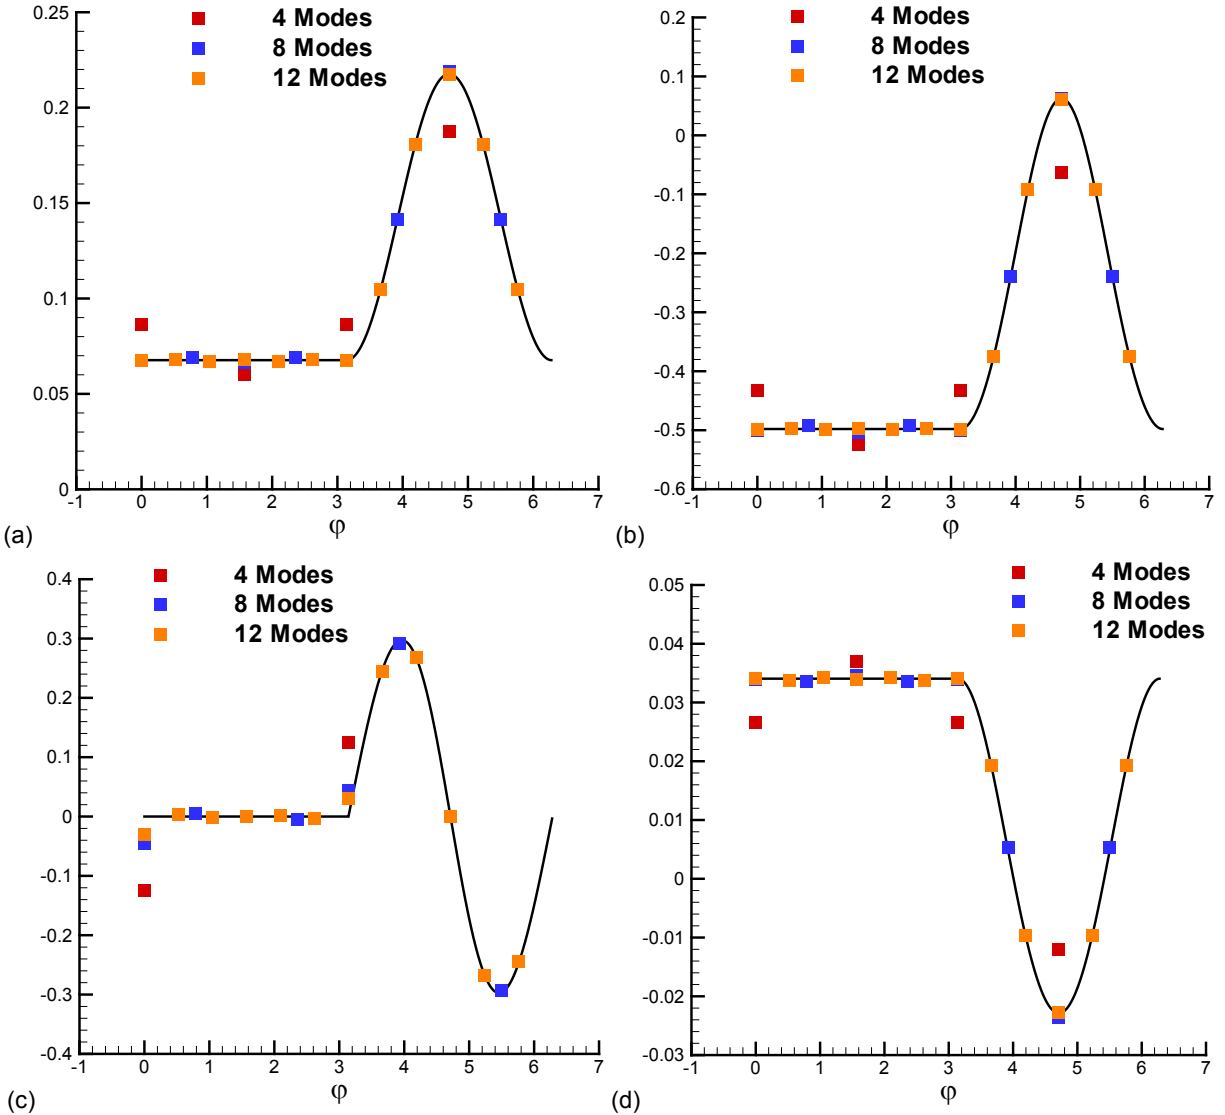 4 Modes
8 Modes
12 Modes
0.25
0.2
0.15
0.1
0.05
0
-1 0 1 2 3 4 5 6 7
φ
(a)
4 Modes
8 Modes
12 Modes
0.2
0.1
0
-0.1
-0.2
-0.3
-0.4
-0.5
-0.6
-1 0 1 2 3 4 5 6 7
φ
(b)
4 Modes
8 Modes
12 Modes
0.4
0.3
0.2
0.1
0
-0.1
-0.2
-0.3
-0.4
-1 0 1 2 3 4 5 6 7
φ
(c)
4 Modes
8 Modes
12 Modes
0.05
0.04
0.03
0.02
0.01
0
-0.01
-0.02
-0.03
-1 0 1 2 3 4 5 6 7
φ
(d)